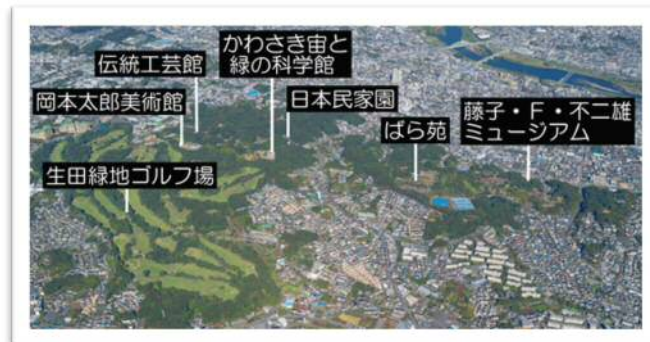 かわさき宙と
緑の科学館
伝統工芸館
岡本太郎美術館
日本民家園
ばら苑
藤子・F・不二雄
ミュージアム
生田緑地ゴルフ場